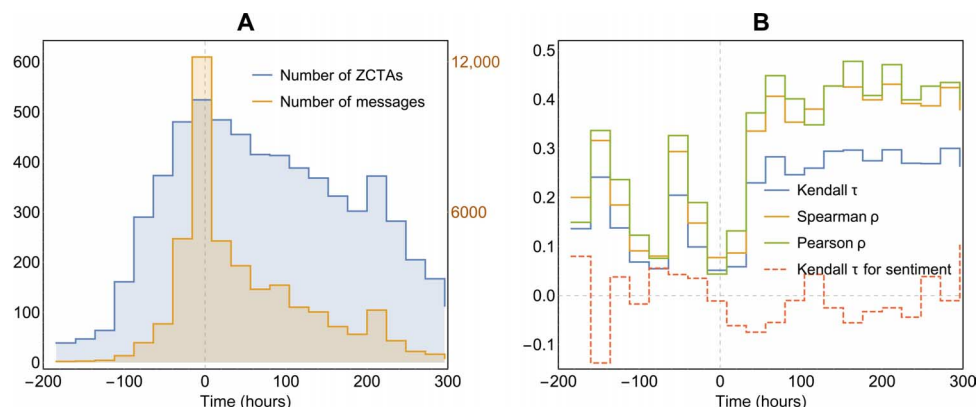 A
600
500
400
300
200
100
0
12,000
6000
Number of ZCTAs
Number of messages
−200 −100 0 100 200 300
Time (hours)
B
0.5
0.4
0.3
0.2
0.1
0.0
−0.1
Kendall τ
Spearman ρ
Pearson ρ
Kendall τ for sentiment
−200 −100 0 100 200 300
Time (hours)